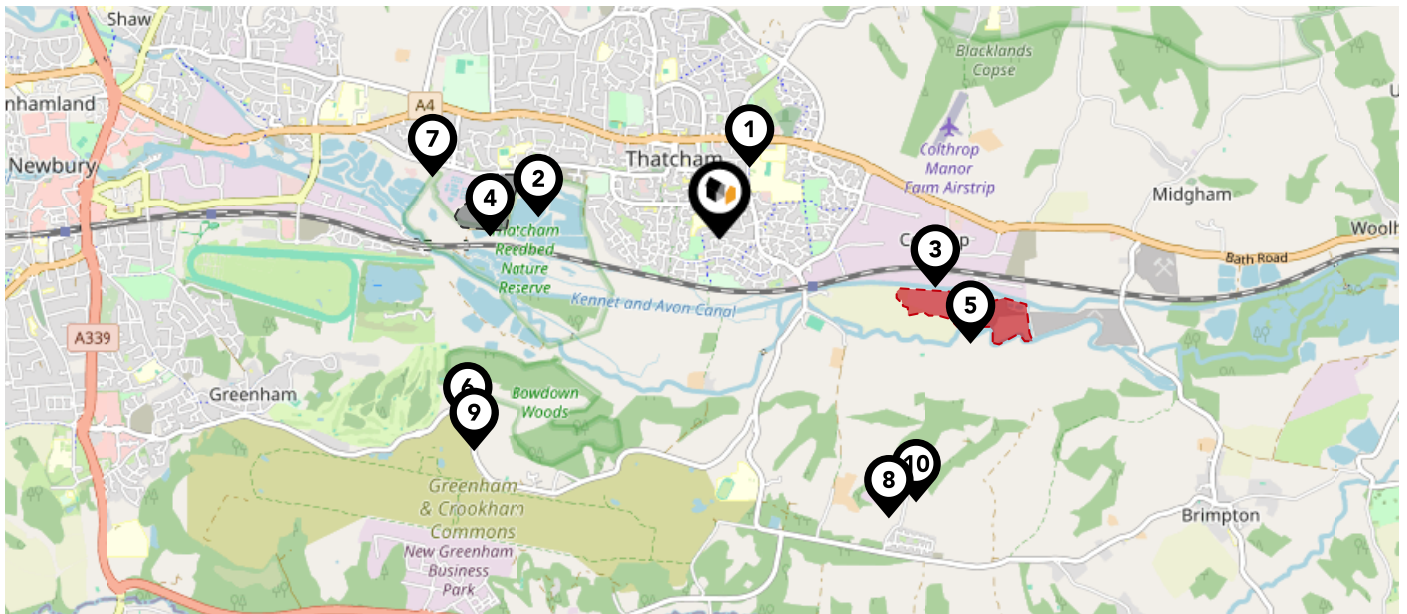 Shaw
Blacklands
Copse
nhamland
A4
7
1
Colthrop
Manor
Farm Airstrip
Newbury
Thatcham
2
4
Midgham
Thatcham
Reedbed
Nature
Reserve
C
p
Woolh
3
Bath Road
Kennet and Avon Canal
5
A339
Greenham
6
9
Bowdown
Woods
10
8
Greenham
& Crookham
Commons
Brimpton
New Greenham
Business
Park